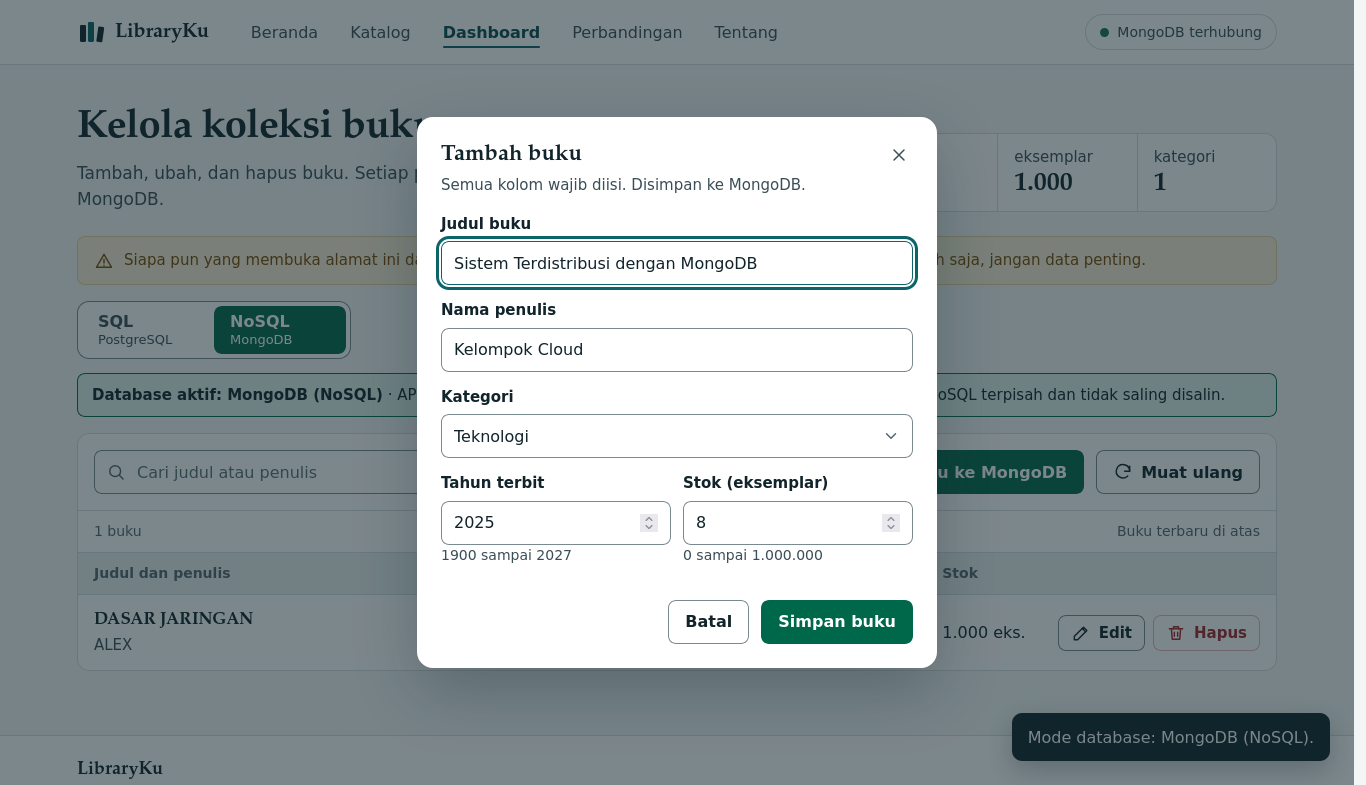 LibraryKu
Beranda
Katalog
Dashboard
Perbandingan
Tentang
MongoDB terhubung
Kelola koleksi buku
Tambah, ubah, dan hapus buku. Setiap
MongoDB.
eksemplar
1.000
kategori
1
Siapa pun yang membuka alamat ini
saja, jangan data penting.
SQL
PostgreSQL
NoSQL
MongoDB
Database aktif: MongoDB (NoSQL) ·
terpisah dan tidak saling disalin.
Cari judul atau penulis
ke MongoDB
Muat ulang
1 buku
Buku terbaru di atas
Judul dan penulis
Stok
DASAR JARINGAN
ALEX
1.000 eks.
Edit
Hapus
Tambah buku
Semua kolom wajib diisi. Disimpan ke MongoDB.
Judul buku
Sistem Terdistribusi dengan MongoDB
Nama penulis
Kelompok Cloud
Kategori
Teknologi
Tahun terbit
Stok (eksemplar)
2025
8
1900 sampai 2027
0 sampai 1.000.000
Batal
Simpan buku
Mode database: MongoDB (NoSQL).
LibraryKu